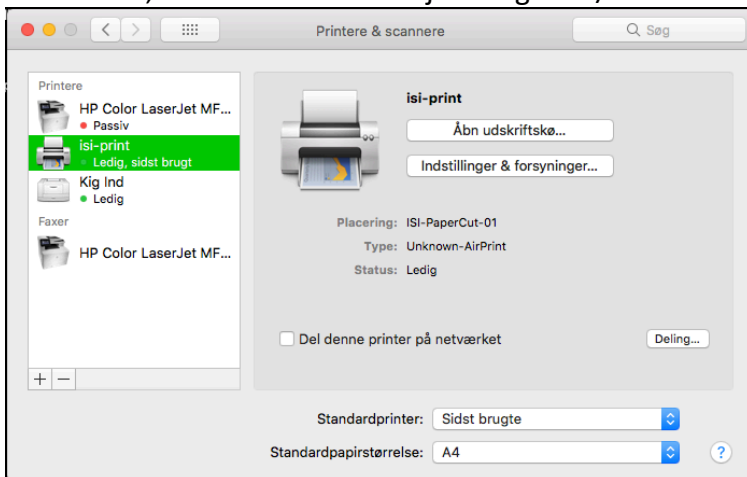 Printere & scannere
Søg
Printere
HP Color LaserJet MF...
Passiv
isi-print
Ledig, sidst brugt
Kig Ind
Ledig
Faxer
HP Color LaserJet MF...
+ −
isi-print
Åbn udskriftskø...
Indstillinger & forsyninger...
Placering: ISI-PaperCut-01
Type: Unknown-AirPrint
Status: Ledig
Del denne printer på netværket
Deling...
Standardprinter: Sidst brugte
Standardpapirstørrelse: A4
?